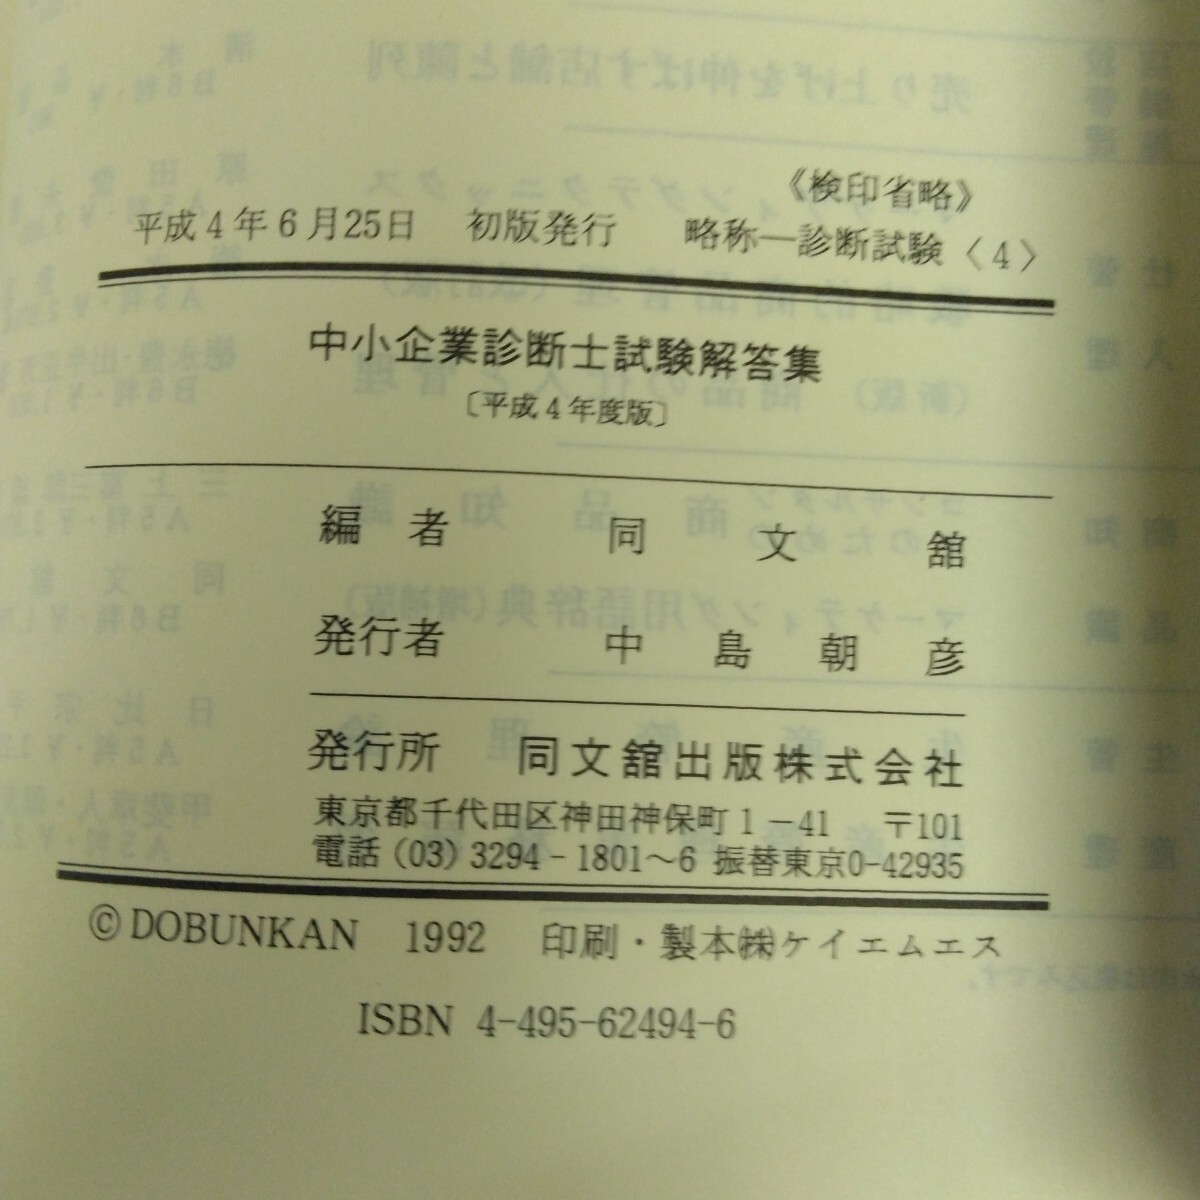 《検印省略》
平成4年6月25日 初版発行 略称―診断試験〈4〉
中小企業診断士試験解答集
〔平成4年度版〕
編者 同文舘
発行者 中島朝彦
発行所 同文舘出版株式会社
東京都千代田区神田神保町1-41 〒101
電話(03)3294-1801~6 振替東京0-42935
©DOBUNKAN 1992 印刷・製本㈱ケイエムエス
ISBN 4-495-62494-6